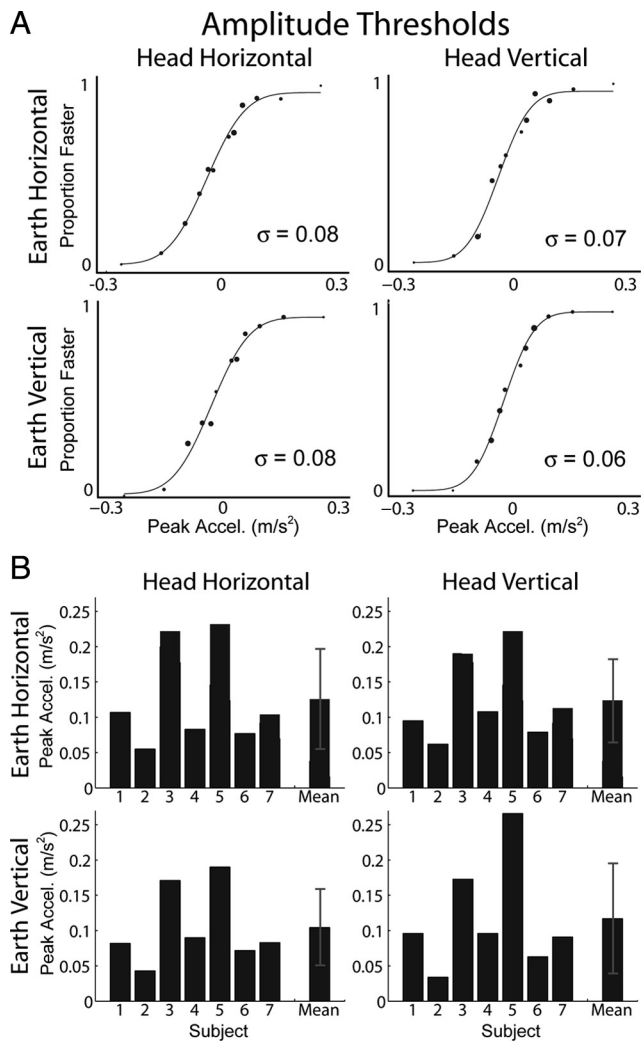 A
Amplitude Thresholds
Head Horizontal
Head Vertical
Earth Horizontal
Proportion Faster
1
0
-0.3
0
0.3
σ = 0.08
1
0
−0.3
0
0.3
σ = 0.07
Earth Vertical
Proportion Faster
1
0
−0.3
0
0.3
σ = 0.08
Peak Accel. (m/s²)
1
0
−0.3
0
0.3
σ = 0.06
Peak Accel. (m/s²)
B
Head Horizontal
Head Vertical
Earth Horizontal
Peak Accel. (m/s²)
0.25
0.2
0.15
0.1
0.05
0
1 2 3 4 5 6 7 Mean
0.25
0.2
0.15
0.1
0.05
0
1 2 3 4 5 6 7 Mean
Earth Vertical
Peak Accel. (m/s²)
0.25
0.2
0.15
0.1
0.05
0
1 2 3 4 5 6 7 Mean
Subject
0.25
0.2
0.15
0.1
0.05
0
1 2 3 4 5 6 7 Mean
Subject